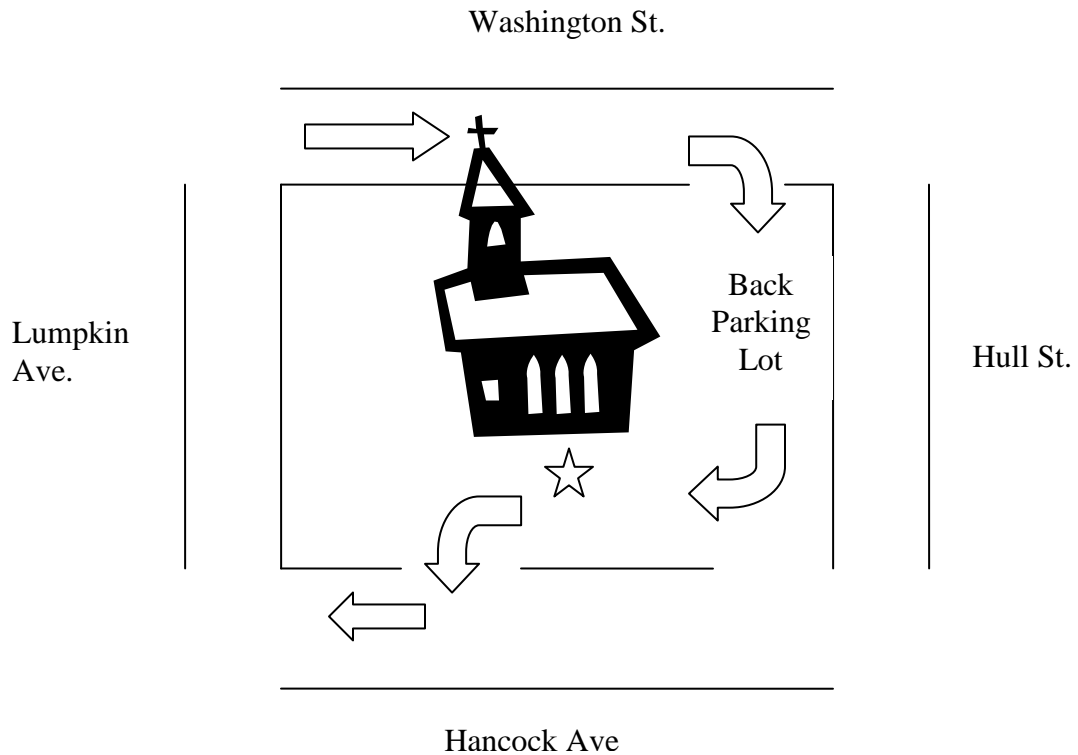 Washington St.
Back
Parking
Lot
Lumpkin
Ave.
Hull St.
Hancock Ave